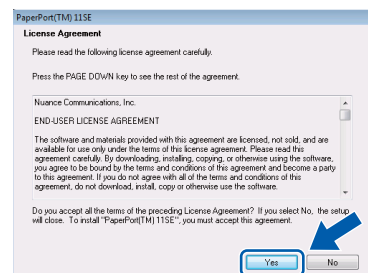 PaperPort(TM) 11SE
License Agreement
Please read the following license agreement carefully.
Press the PAGE DOWN key to see the rest of the agreement.
Nuance Communications, Inc.
END-USER LICENSE AGREEMENT
The software and materials provided with this agreement are licensed, not sold, and are
available for use only under the terms of this license agreement. Please read this
agreement carefully. By downloading, installing, copying, or otherwise using the software,
you agree to be bound by the terms and conditions of this agreement and become a party
to this agreement. If you do not agree with all of the terms and conditions of this
agreement, do not download, install, copy or otherwise use the software.
Do you accept all the terms of the preceding License Agreement? If you select No, the setup
will close. To install "PaperPort(TM) 11SE", you must accept this agreement.
Yes No